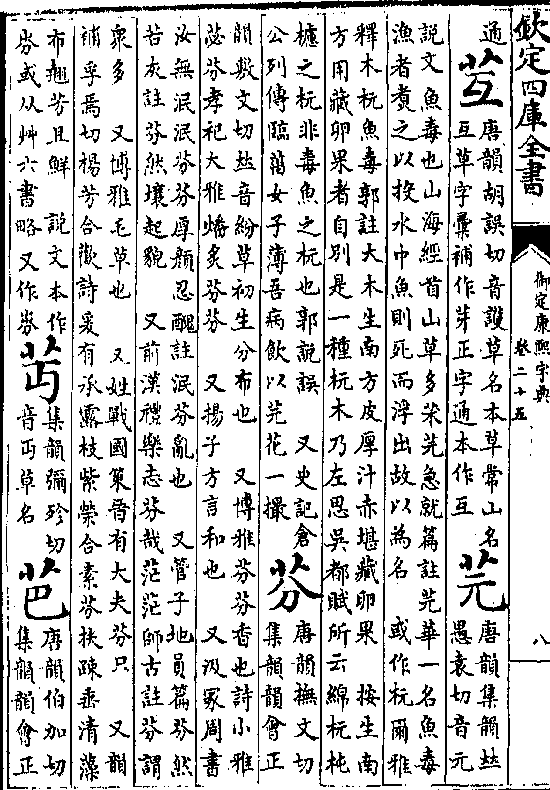 欽定四庫全書
御定康熙字典 卷二十五
八
通
䒢
唐韻胡誤切音護草名本草常山名
互草字彙補作芽正字通本作互
芫
唐韻集韻𠀤
愚袁切音元
說文魚毒也山海經首山草多芫急就篇註芫華一名魚毒
漁者煮之以投水中魚則死而浮出故以為名 或作杬爾雅
釋木杬魚毒郭註大木生南方皮厚汁赤堪藏卵果 按生南
方用藏卵果者自別是一種杬木乃左思吳都賦所云綿杬杶
櫨之杬非毒魚之杬也郭說誤 又史記倉
公列傳臨菑女子薄吾病飲以芫花一撮
芬
唐韻撫文切
集韻韻會正
韻敷文切𠀤音紛草初生分布也 又博雅芬芬香也詩小雅
苾芬孝祀大雅燔炙芬芬 又揚子方言和也 又汲冡周書
汝無泯泯芬芬厚顏忍醜註泯芬亂也 又管子地員篇芬然
若灰註芬然壤起貌 又前漢禮樂志芬哉茫茫師古註芬謂
衆多 又博雅毛草也 又姓戰國策晉有大夫芬只 又韻
補孚焉切楊芳合歡詩爰有承露枝紫榮合素芬扶疎垂清藻
布翹芳且鮮 說文本作
或从艸六書略又作
集韻彌殄切
音丏草名
芭
唐韻伯加切
集韻韻會正